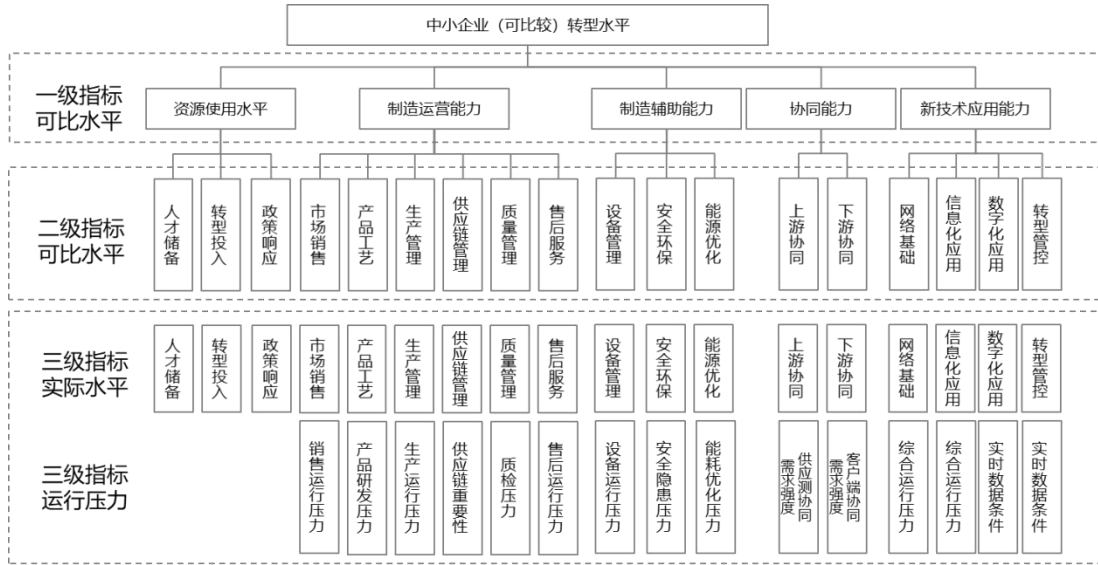 中小企业（可比较）转型水平
一级指标
可比水平
资源使用水平
制造运营能力
制造辅助能力
协同能力
新技术应用能力
二级指标
可比水平
人才储备
转型投入
政策响应
市场销售
产品工艺
生产管理
供应链管理
质量管理
售后服务
设备管理
安全环保
能源优化
上游协同
下游协同
网络基础
信息化应用
数字化应用
转型管控
三级指标
实际水平
人才储备
转型投入
政策响应
市场销售
产品工艺
生产管理
供应链管理
质量管理
售后服务
设备管理
安全环保
能源优化
上游协同
下游协同
网络基础
信息化应用
数字化应用
转型管控
三级指标
运行压力
销售运行压力
产品研发压力
生产运行压力
供应链重要性
质检压力
售后运行压力
设备运行压力
安全隐患压力
能耗优化压力
供应测协同
需求强度
客户端协同
需求强度
综合运行压力
综合运行压力
实时数据条件
实时数据条件